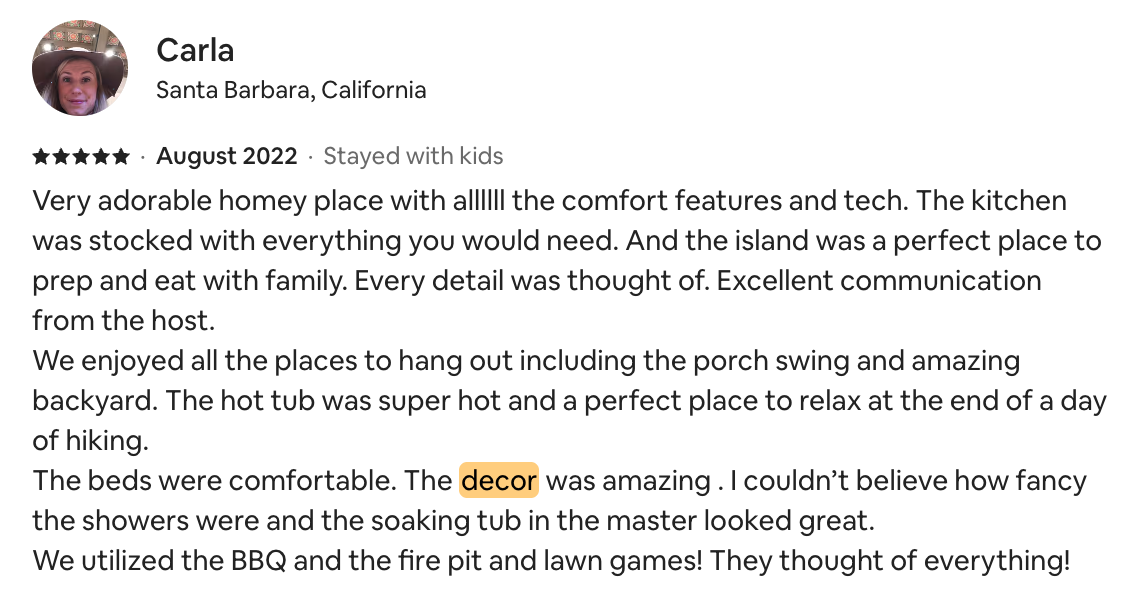 Carla
Santa Barbara, California
★★★★★ · August 2022 · Stayed with kids
Very adorable homey place with allllll the comfort features and tech. The kitchen
was stocked with everything you would need. And the island was a perfect place to
prep and eat with family. Every detail was thought of. Excellent communication
from the host.
We enjoyed all the places to hang out including the porch swing and amazing
backyard. The hot tub was super hot and a perfect place to relax at the end of a day
of hiking.
The beds were comfortable. The decor was amazing . I couldn’t believe how fancy
the showers were and the soaking tub in the master looked great.
We utilized the BBQ and the fire pit and lawn games! They thought of everything!